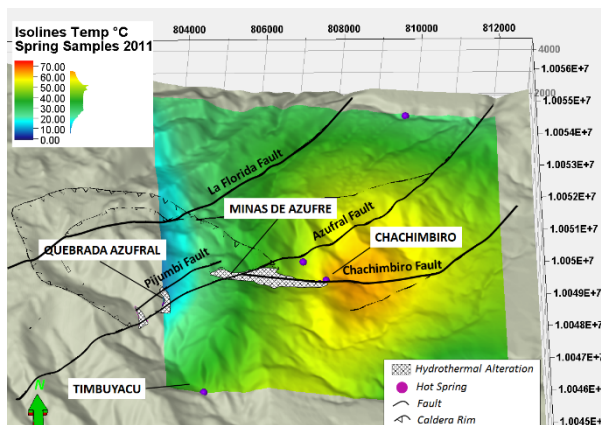 Isolines Temp °C
Spring Samples 2011
70.00
60.00
50.00
40.00
30.00
20.00
10.00
0.00
804000
806000
808000
810000
812000
4000
2000
1.0056E+7
1.0055E+7
1.0054E+7
1.0053E+7
1.0052E+7
1.0051E+7
1.005E+7
1.0049E+7
1.0048E+7
1.0047E+7
1.0046E+7
1.0045E+7
La Florida Fault
MINAS DE AZUFRE
Azufral Fault
QUEBRADA AZUFRAL
Pijumbi Fault
CHACHIMBIRO
Chachimbiro Fault
TIMBUYACU
N
Hydrothermal Alteration
Hot Spring
Fault
Caldera Rim